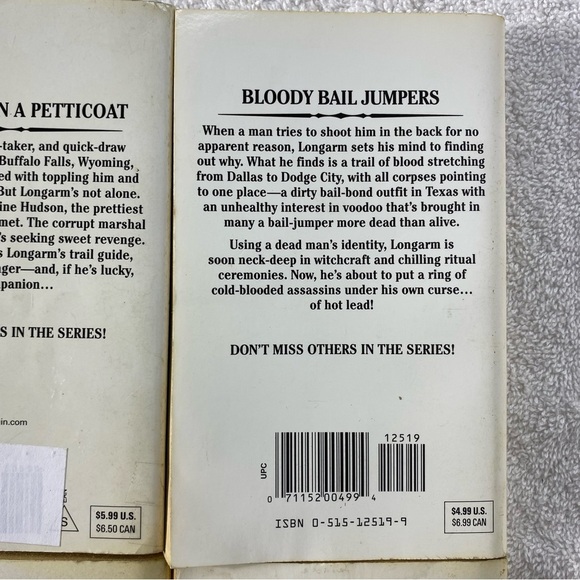 N A PETTICOAT
-taker, and quick-draw
Buffalo Falls, Wyoming,
ed with toppling him and
But Longarm's not alone.
ine Hudson, the prettiest
met. The corrupt marshal
's seeking sweet revenge.
s Longarm's trail guide,
ger—and, if he's lucky,
panion...
S IN THE SERIES!
in.com
$5.99 U.S.
$6.50 CAN
BLOODY BAIL JUMPERS
When a man tries to shoot him in the back for no
apparent reason, Longarm sets his mind to finding
out why. What he finds is a trail of blood stretching
from Dallas to Dodge City, with all corpses pointing
to one place—a dirty bail-bond outfit in Texas with
an unhealthy interest in voodoo that's brought in
many a bail-jumper more dead than alive.
Using a dead man's identity, Longarm is
soon neck-deep in witchcraft and chilling ritual
ceremonies. Now, he's about to put a ring of
cold-blooded assassins under his own curse...
of hot lead!
DON'T MISS OTHERS IN THE SERIES!
12519
UPC
0 71152 00499 4
ISBN 0-515-12519-9
$4.99 U.S.
$6.99 CAN